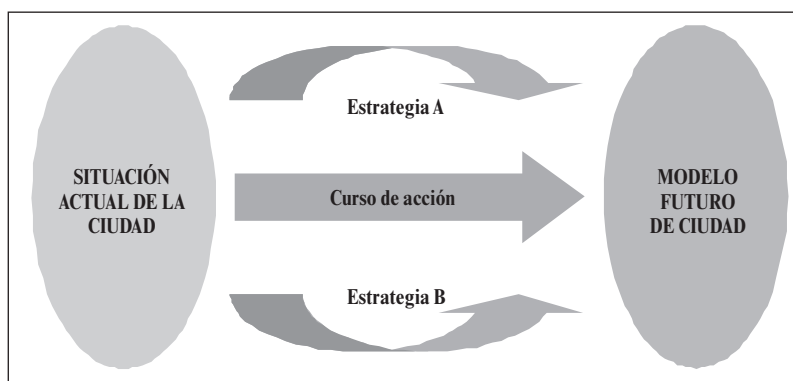 SITUACIÓN
ACTUAL DE LA
CIUDAD
Estrategia A
Curso de acción
Estrategia B
MODELO
FUTURO
DE CIUDAD